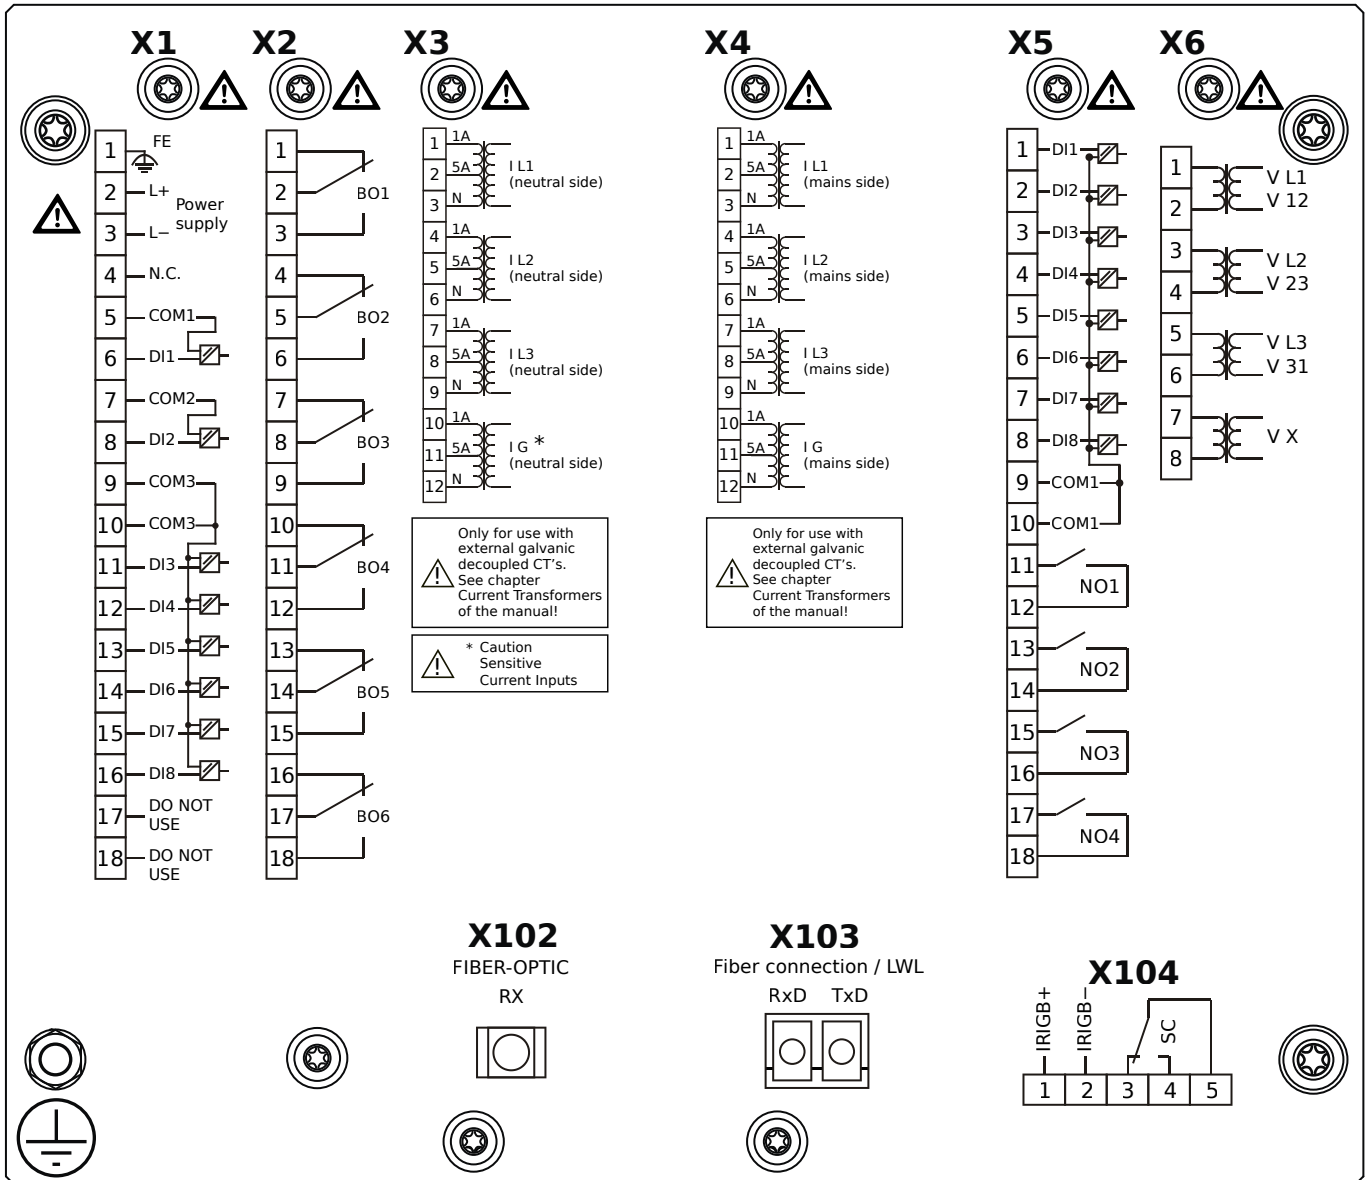 X1
X2
X3
X4
X5
X6
1
FE
2
L+
Power
supply
3
L−
4
N.C.
5
COM1
6
DI1
7
COM2
8
DI2
9
COM3
10
COM3
11
DI3
12
DI4
13
DI5
14
DI6
15
DI7
16
DI8
17
DO NOT
USE
18
DO NOT
USE
1
2
BO1
3
4
5
BO2
6
7
8
BO3
9
10
11
BO4
12
13
14
BO5
15
16
17
BO6
18
1
1A
2
5A
3
N
I L1
(neutral side)
4
1A
5
5A
6
N
I L2
(neutral side)
7
1A
8
5A
9
N
I L3
(neutral side)
10
1A
11
5A
12
N
I G *
(neutral side)
Only for use with
external galvanic
decoupled CT's.
See chapter
Current Transformers
of the manual!
* Caution
Sensitive
Current Inputs
1
1A
2
5A
3
N
I L1
(mains side)
4
1A
5
5A
6
N
I L2
(mains side)
7
1A
8
5A
9
N
I L3
(mains side)
10
1A
11
5A
12
N
I G
(mains side)
Only for use with
external galvanic
decoupled CT's.
See chapter
Current Transformers
of the manual!
1
DI1
2
DI2
3
DI3
4
DI4
5
DI5
6
DI6
7
DI7
8
DI8
9
COM1
10
COM1
11
NO1
12
13
NO2
14
15
NO3
16
17
NO4
18
1
2
V L1
V 12
3
4
V L2
V 23
5
6
V L3
V 31
7
8
V X
X102
FIBER-OPTIC
RX
X103
Fiber connection / LWL
RxD TxD
X104
IRIGB+
IRIGB−
SC
1 2 3 4 5